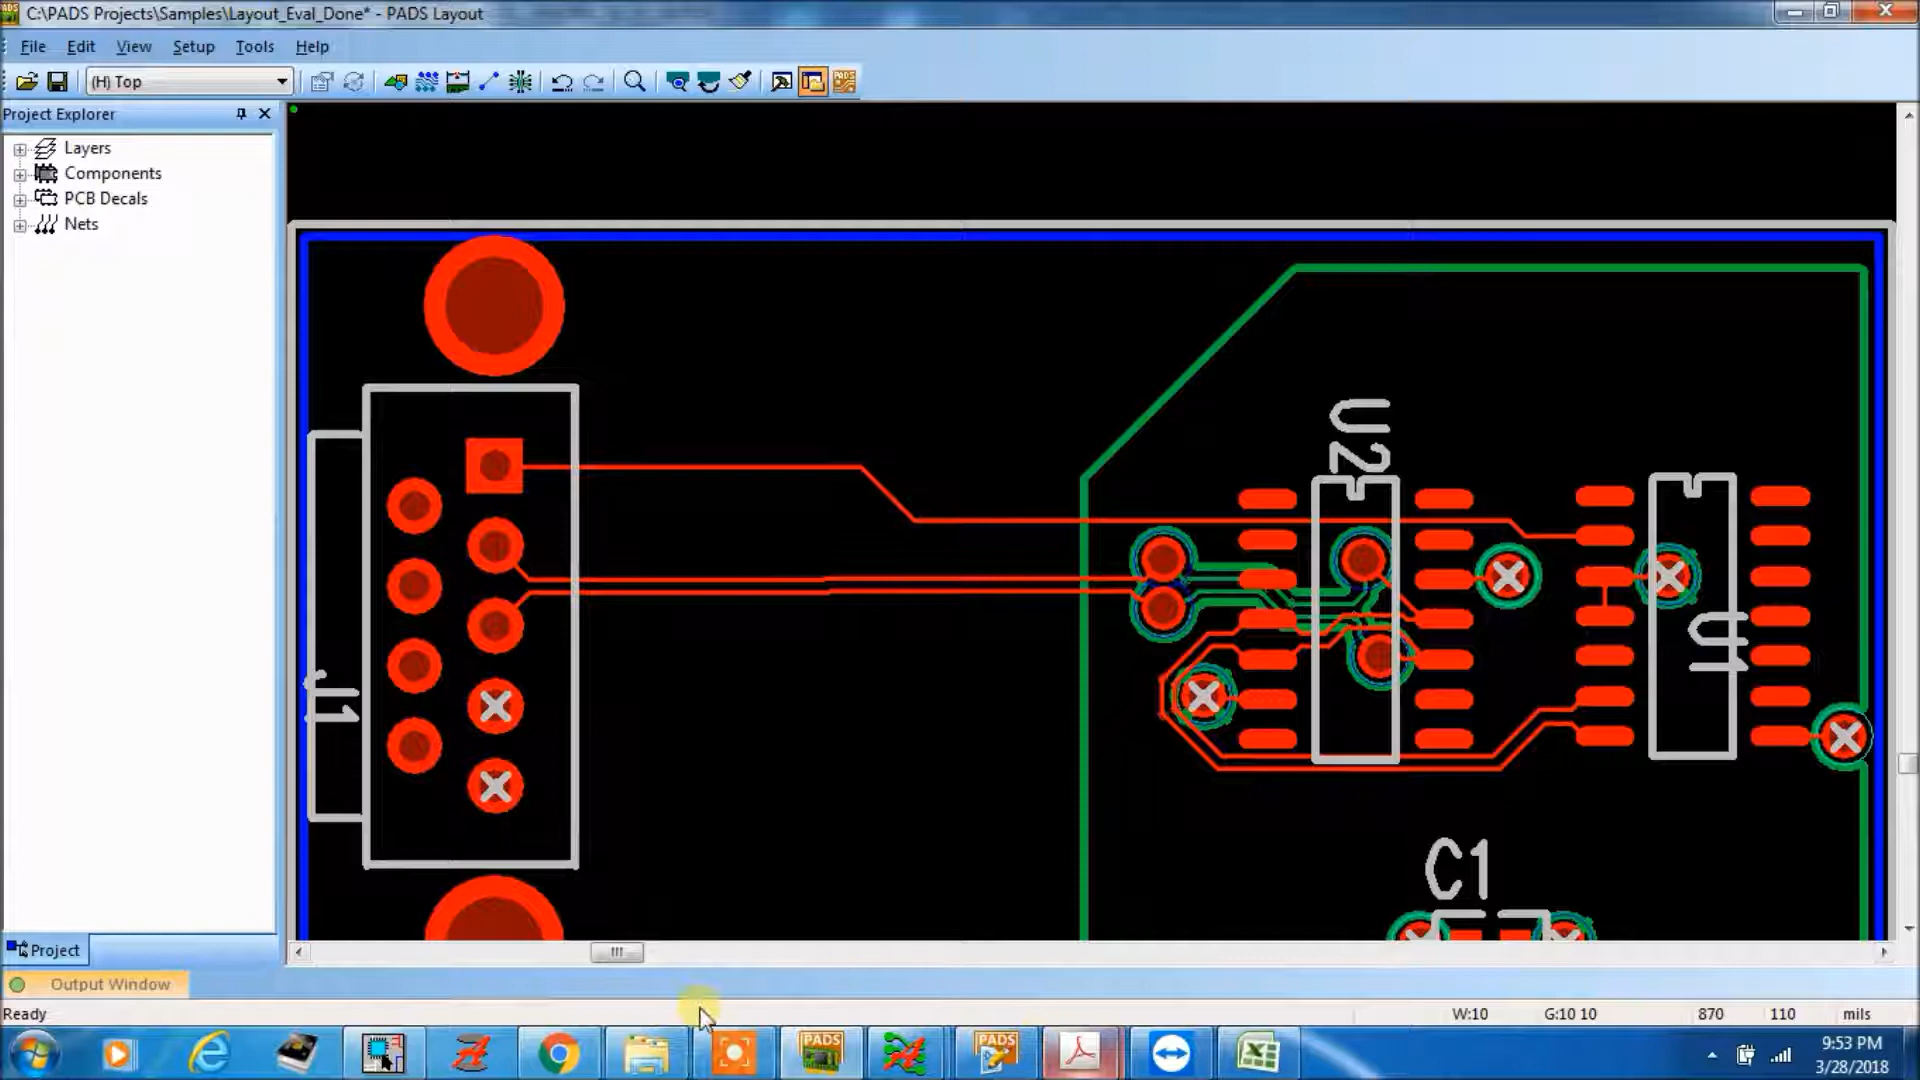 C:\PADS Projects\Samples\Layout_Eval_Done* - PADS Layout
File Edit View Setup Tools Help
(H) Top
PADS
Project Explorer
Layers
Components
PCB Decals
Nets
U2
U1
J1
C1
Project
Output Window
Ready
W:10 G:10 10 870 110 mils
PADS
PADS
9:53 PM
3/28/2018